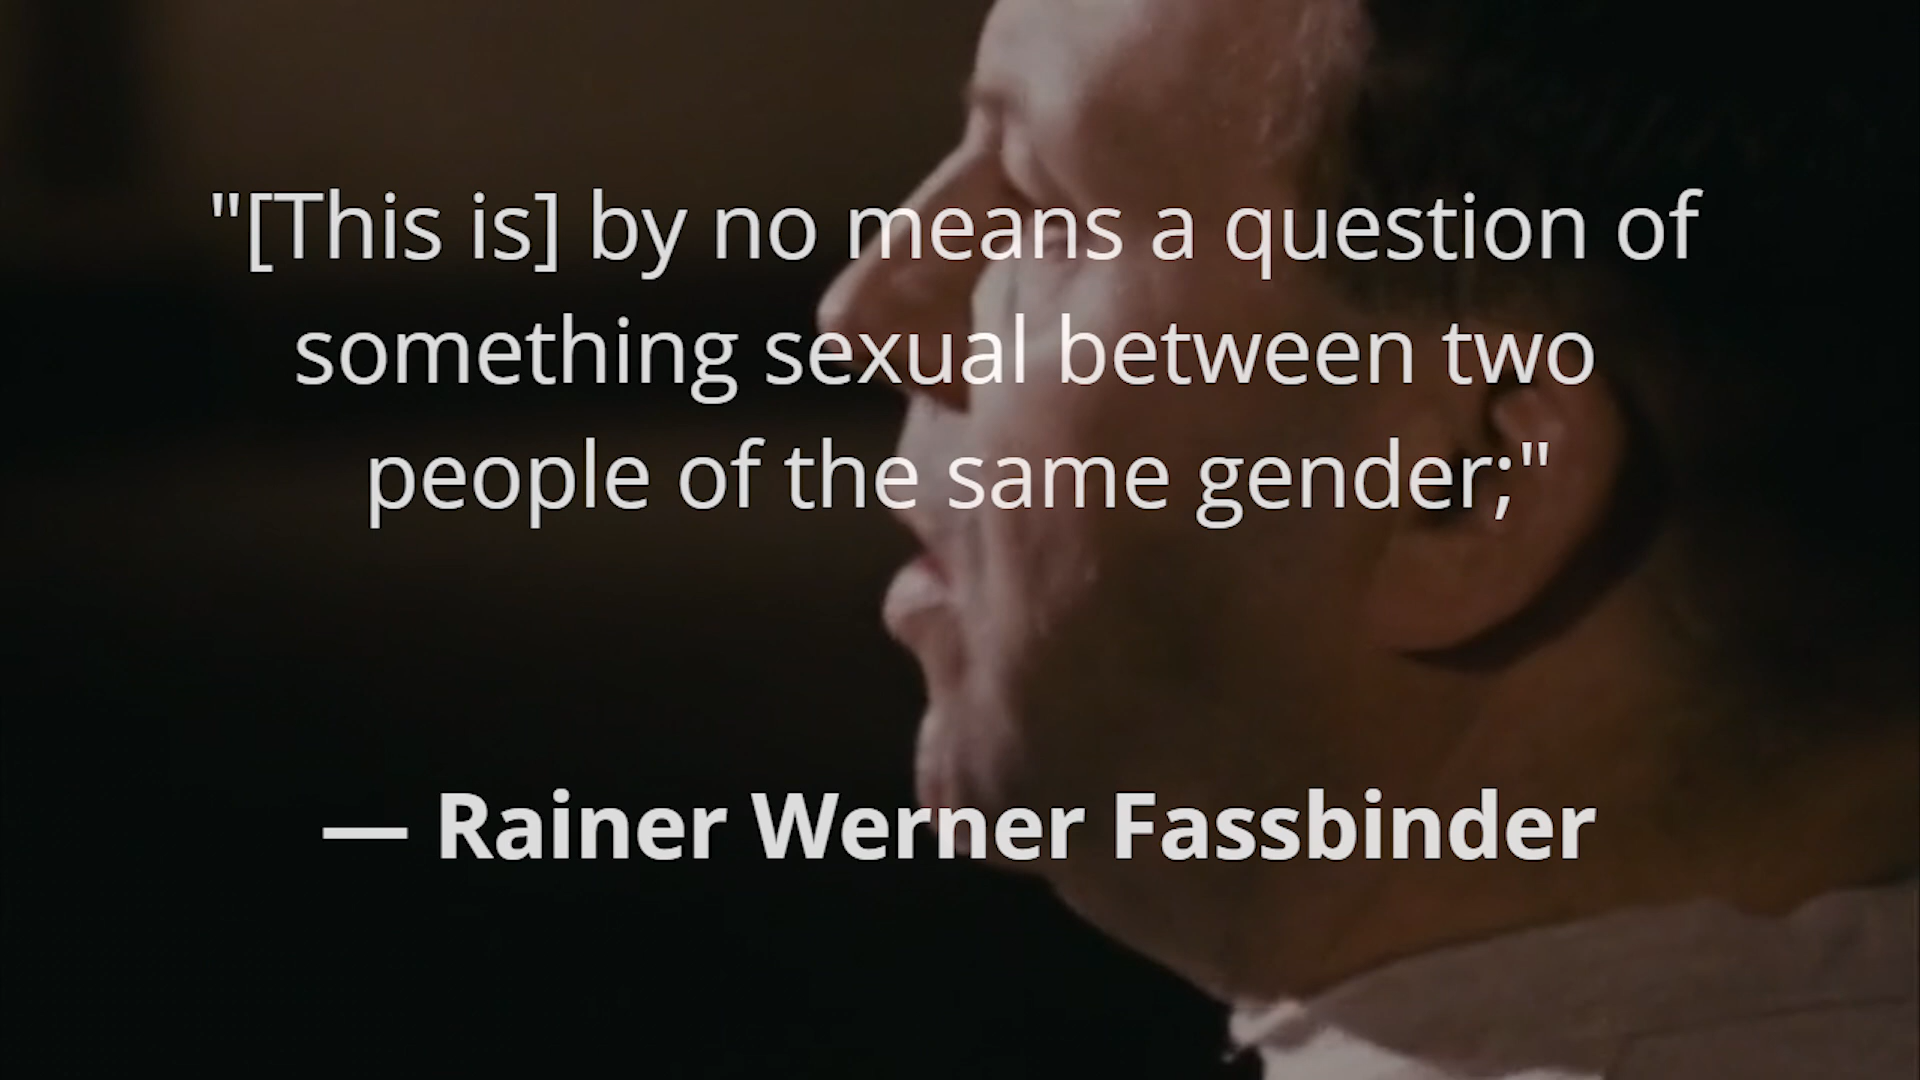 "[This is] by no means a question of
something sexual between two
people of the same gender;"
— Rainer Werner Fassbinder